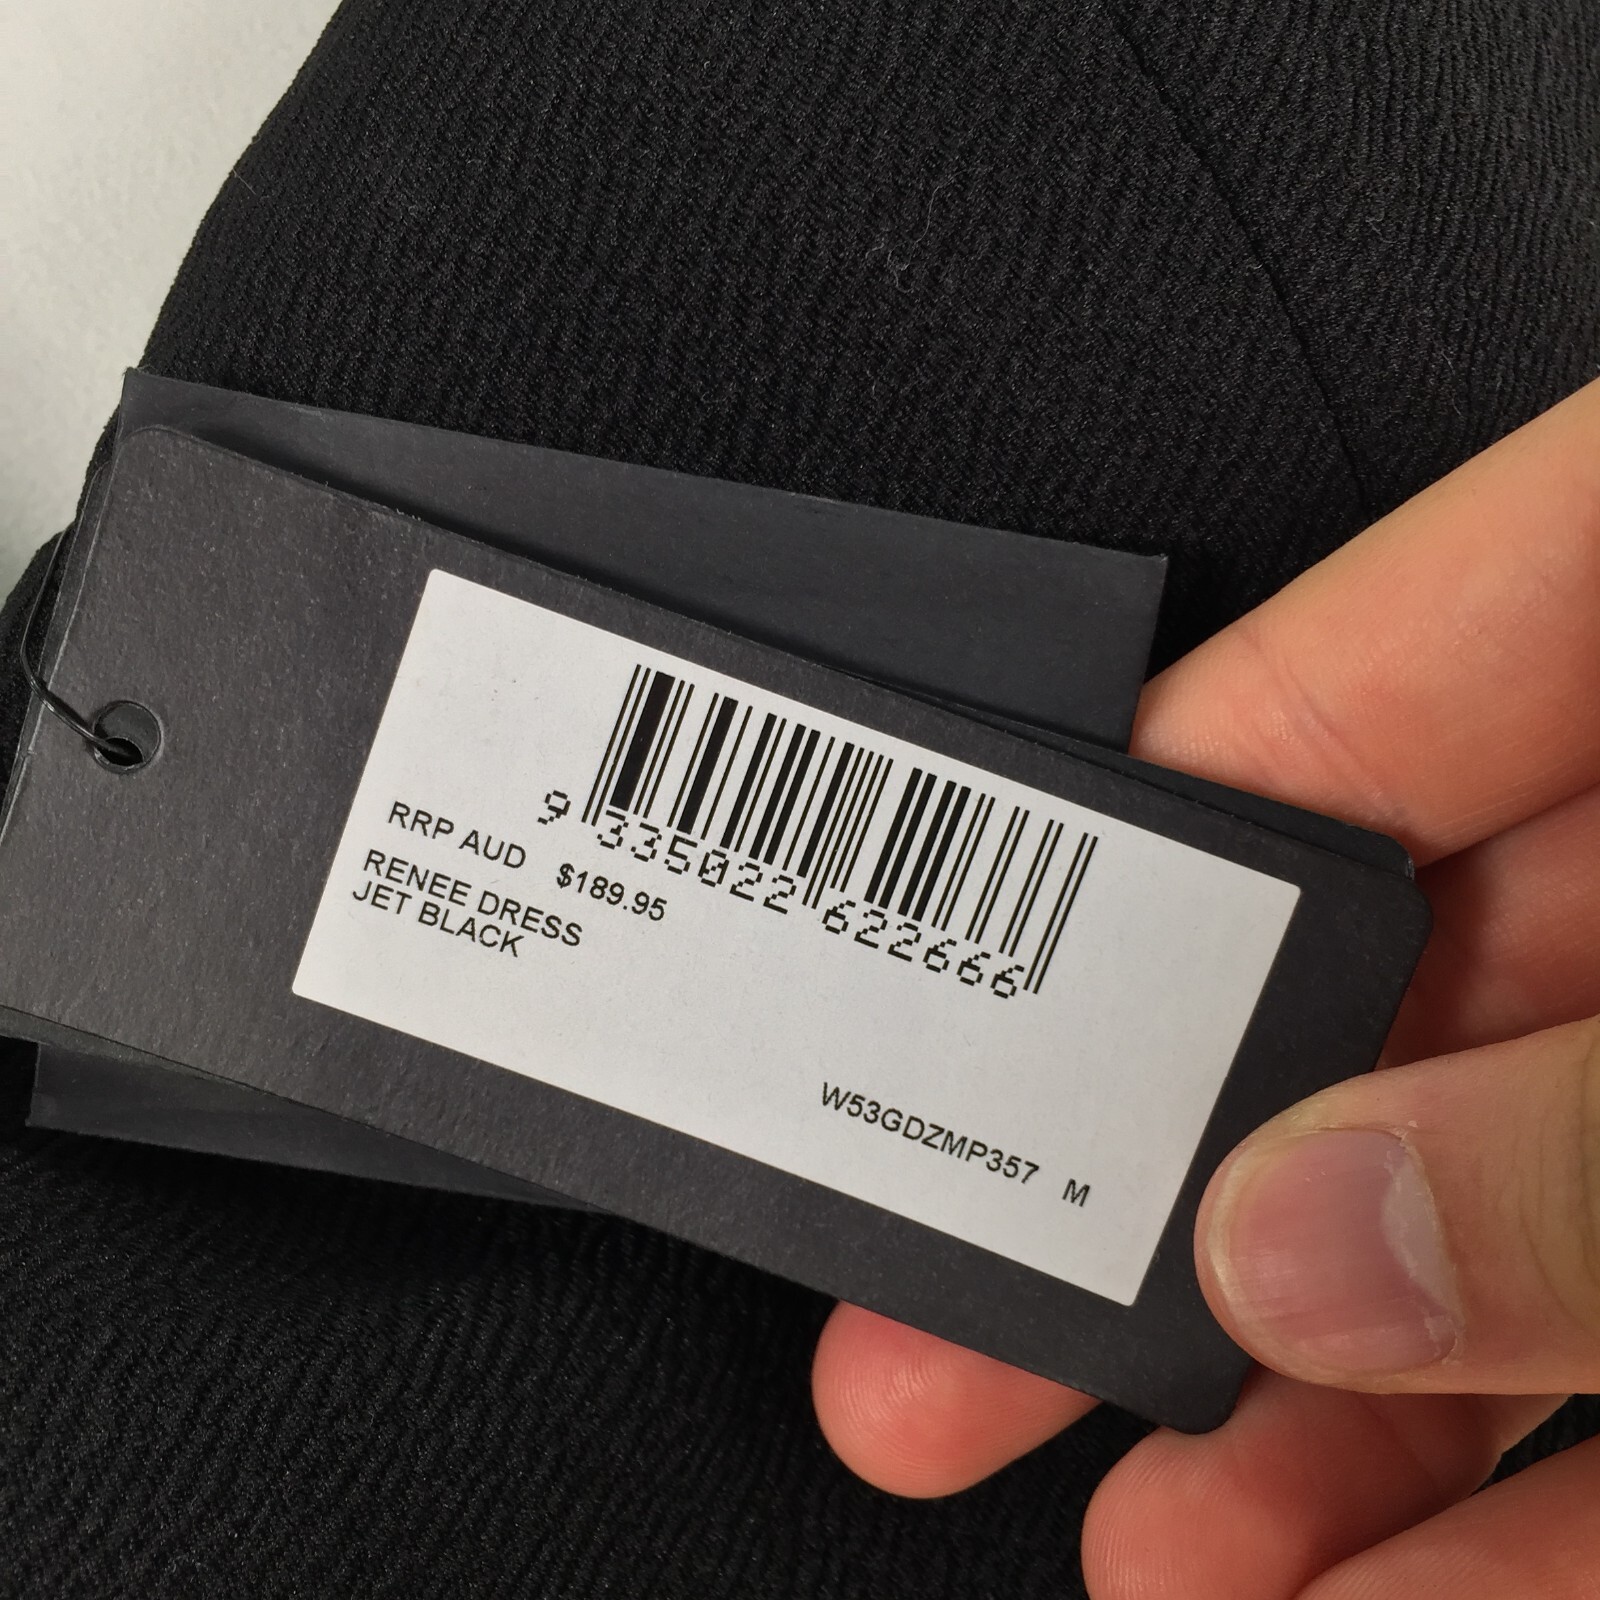 9 335022 622666
RRP AUD $189.95
RENEE DRESS
JET BLACK
W53GDZMP357 M